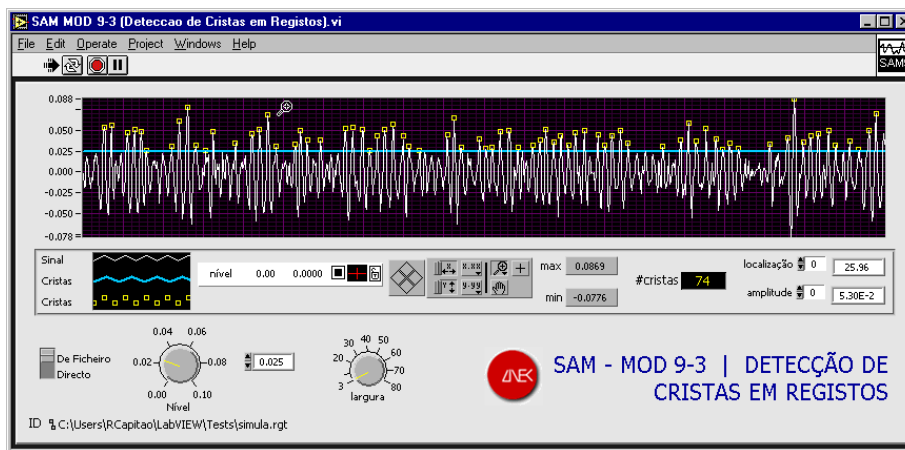 SAM MOD 9-3 (Deteccao de Cristas em Registos).vi
File Edit Operate Project Windows Help
SAM
0.088
0.050
0.025
0.000
-0.025
-0.050
-0.078
Sinal
Cristas
Cristas
nível 0.00 0.0000
X.XX
Y.YY
max 0.0869
min -0.0776
#cristas 74
localização 0 25.96
amplitude 0 5.30E-2
De Ficheiro
Directo
0.04 0.06
0.02 0.08
0.00 0.10
Nível
0.025
30 40 50
20 60
70
3 80
largura
SAM - MOD 9-3 | DETECÇÃO DE
CRISTAS EM REGISTOS
ID C:\Users\RCapitao\LabVIEW\Tests\simula.rgt